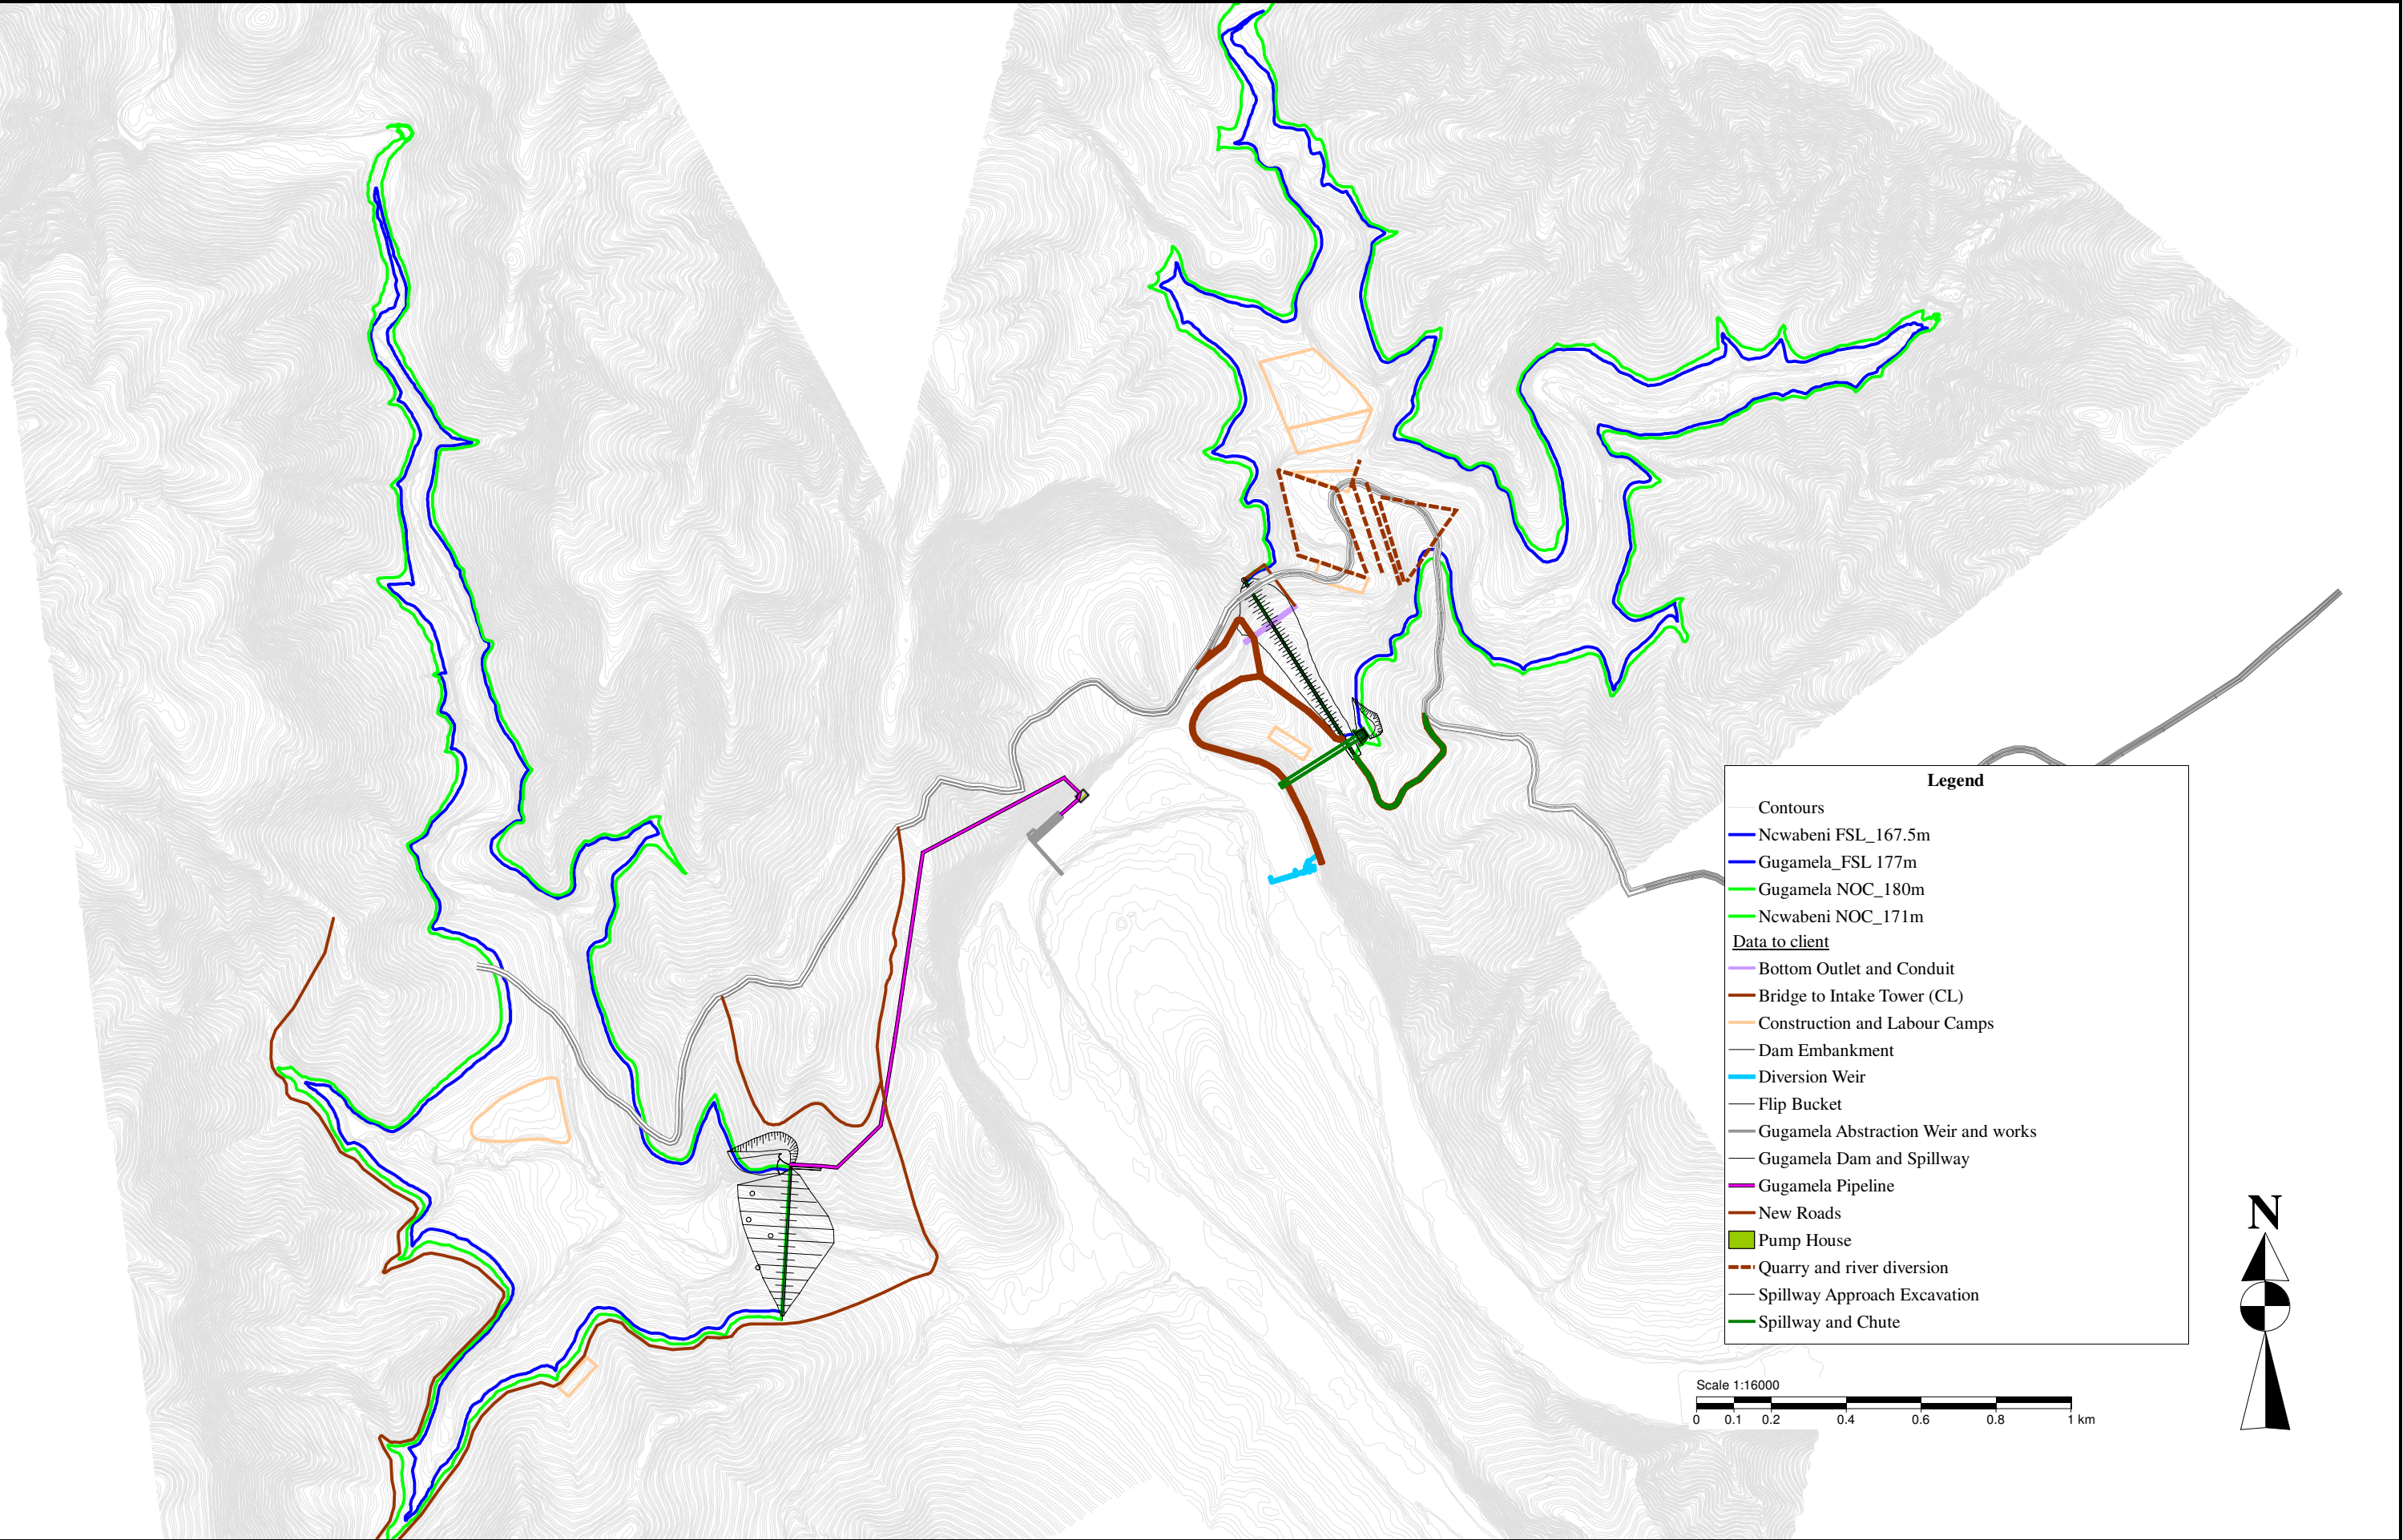 Legend
Contours
Ncwabeni FSL_167.5m
Gugamela_FSL 177m
Gugamela NOC_180m
Ncwabeni NOC_171m
Data to client
Bottom Outlet and Conduit
Bridge to Intake Tower (CL)
Construction and Labour Camps
Dam Embankment
Diversion Weir
Flip Bucket
Gugamela Abstraction Weir and works
Gugamela Dam and Spillway
Gugamela Pipeline
New Roads
Pump House
Quarry and river diversion
Spillway Approach Excavation
Spillway and Chute
N
Scale 1:16000
0 0.1 0.2 0.4 0.6 0.8 1 km